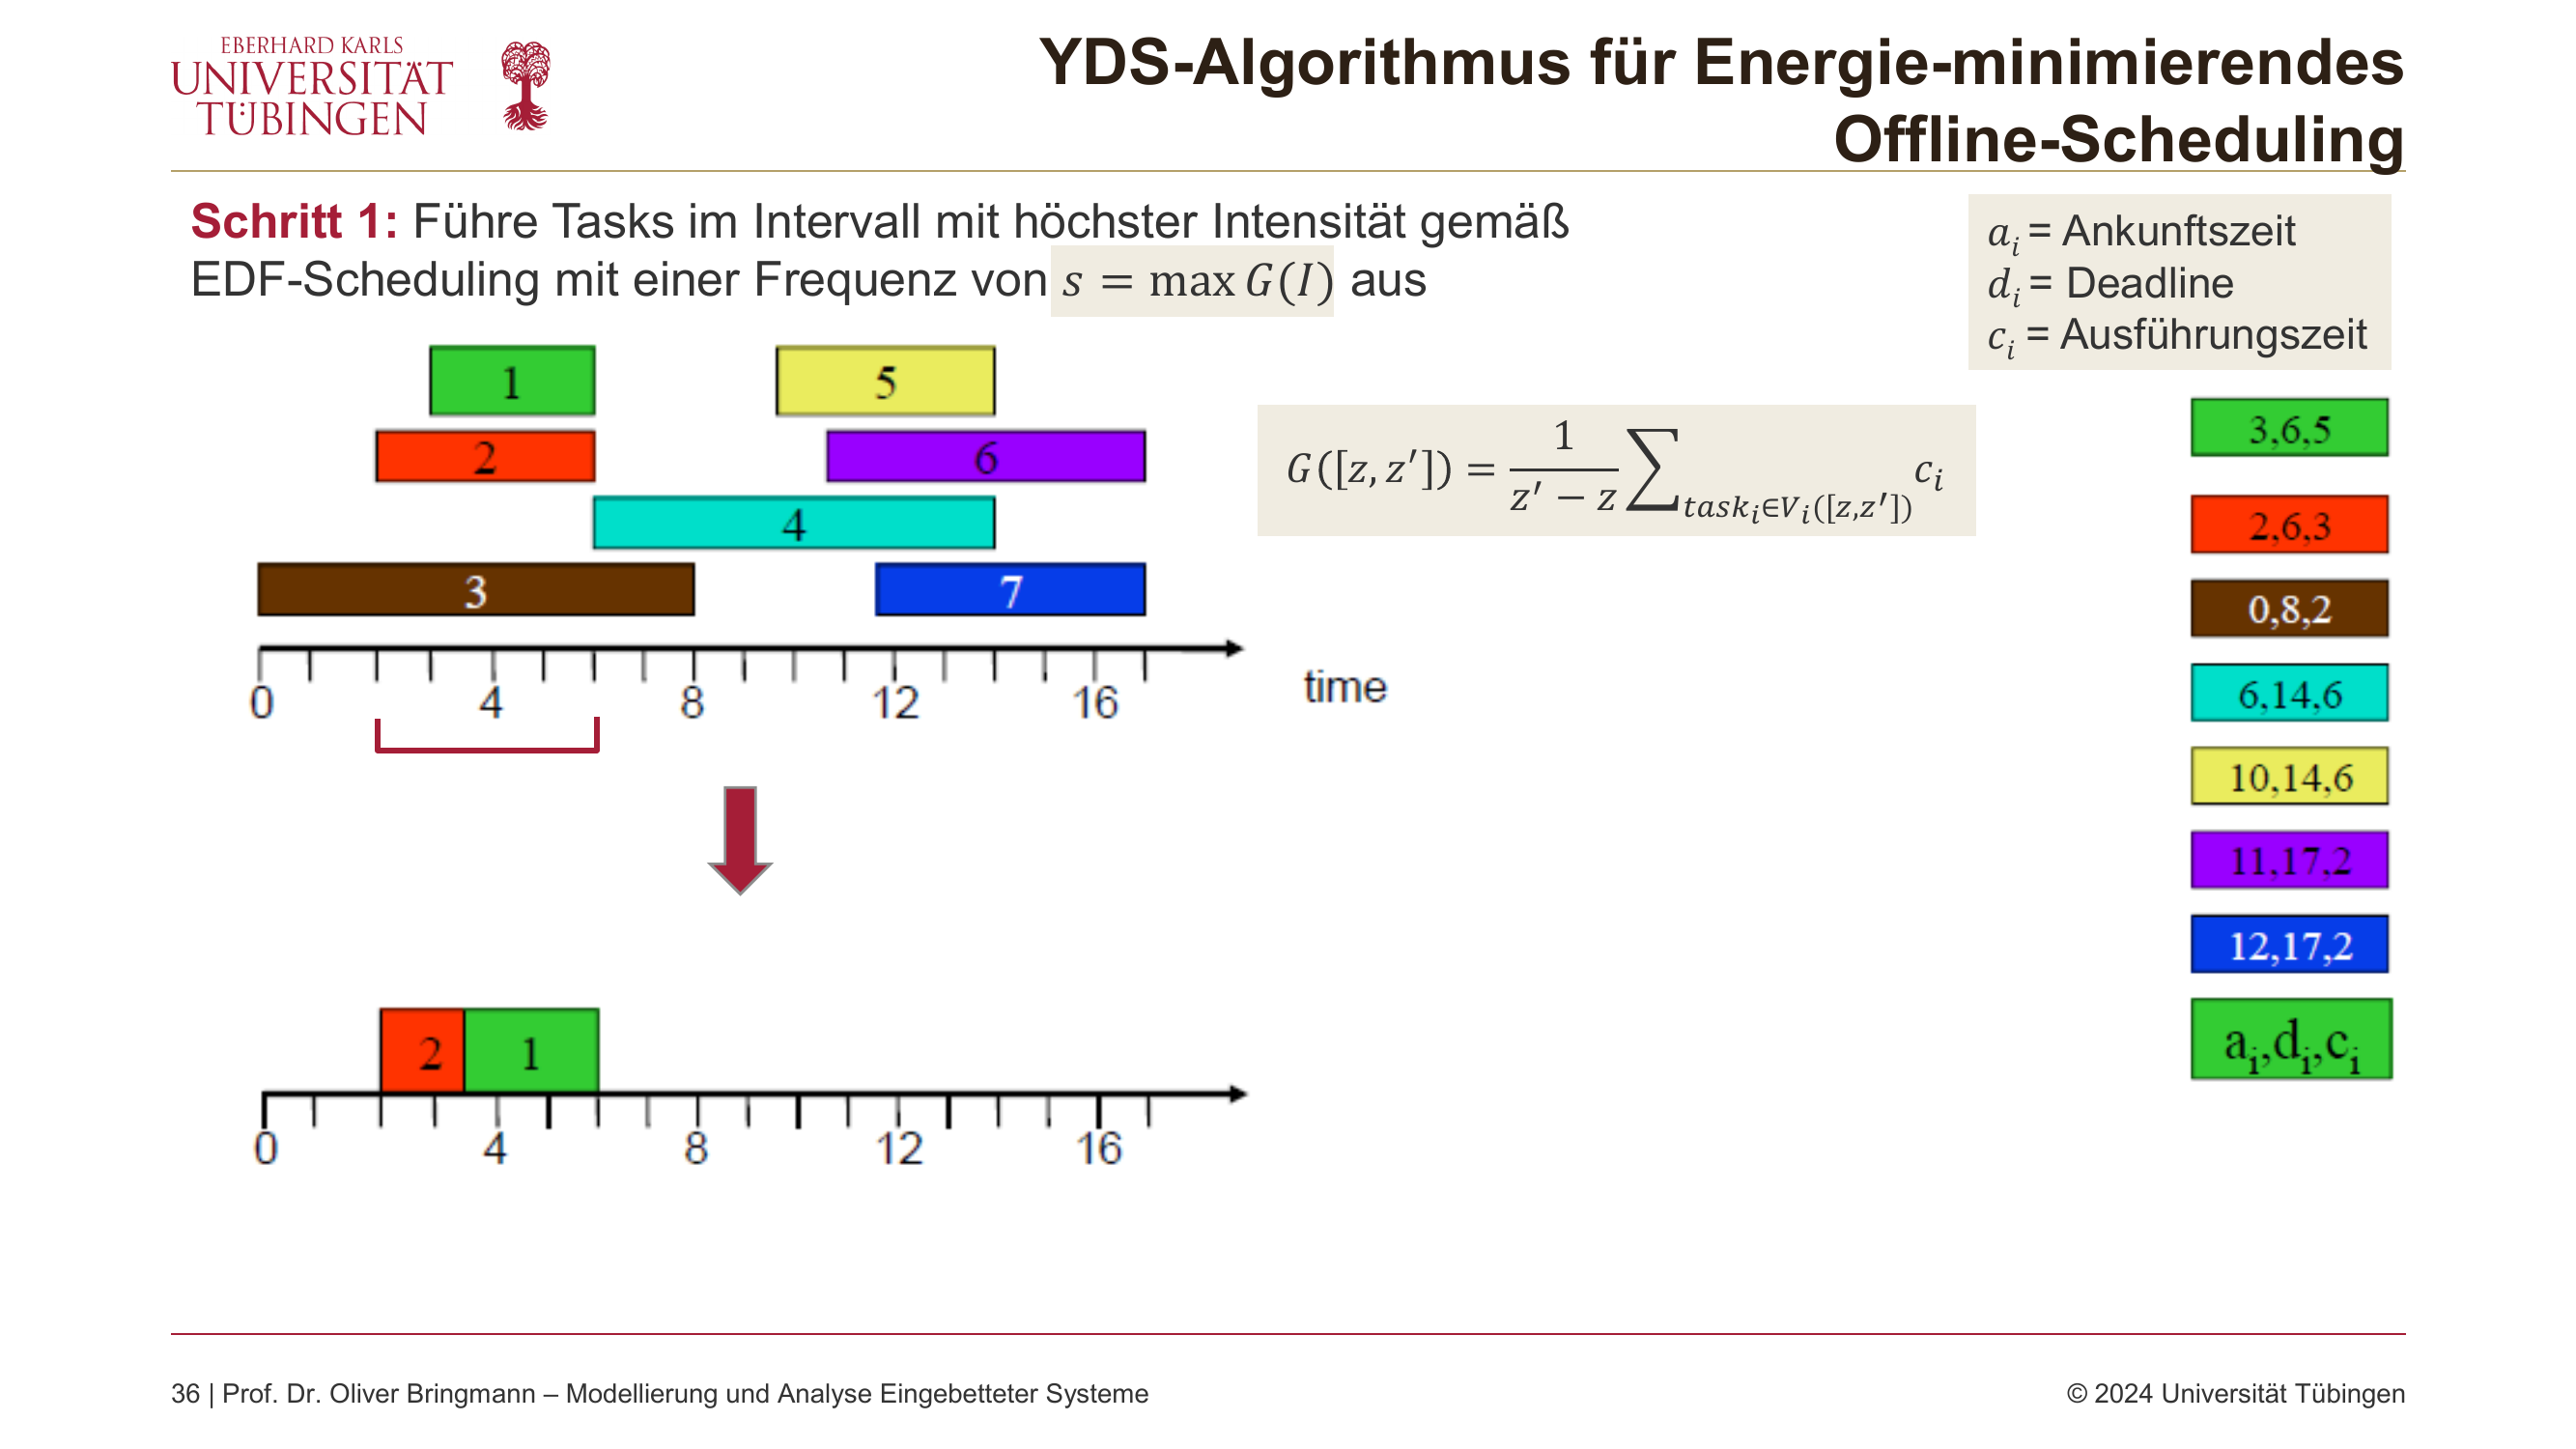 EBERHARD KARLS
UNIVERSITÄT
TÜBINGEN
YDS-Algorithmus für Energie-minimierendes
Offline-Scheduling
Schritt 1: Führe Tasks im Intervall mit höchster Intensität gemäß
EDF-Scheduling mit einer Frequenz von s = max G(I) aus
a_i = Ankunftszeit
d_i = Deadline
c_i = Ausführungszeit
1
5
2
6
4
3
7
0 4 8 12 16
time
G([z, z′]) = \frac{1}{z′ − z} ∑_{task_i∈V_i([z,z′])} c_i
3,6,5
2,6,3
0,8,2
6,14,6
10,14,6
11,17,2
12,17,2
a_i,d_i,c_i
2 1
0 4 8 12 16
36 | Prof. Dr. Oliver Bringmann – Modellierung und Analyse Eingebetteter Systeme
© 2024 Universität Tübingen